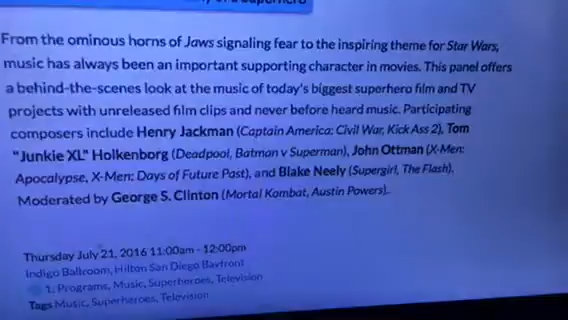 From the ominous horns of Jaws signaling fear to the inspiring theme for Star Wars,
music has always been an important supporting character in movies. This panel offers
a behind-the-scenes look at the music of today's biggest superhero film and TV
projects with unreleased film clips and never before heard music. Participating
composers include Henry Jackman (Captain America: Civil War, Kick Ass 2), Tom
"Junkie XL" Holkenborg (Deadpool, Batman v Superman), John Ottman (X-Men:
Apocalypse, X-Men: Days of Future Past), and Blake Neely (Supergirl, The Flash).
Moderated by George S. Clinton (Mortal Kombat, Austin Powers).
Thursday July 21, 2016 11:00am - 12:00pm
Indigo Ballroom, Hilton San Diego Bayfront
1: Programs, Music, Superheroes, Television
Tags Music, Superheroes, Television